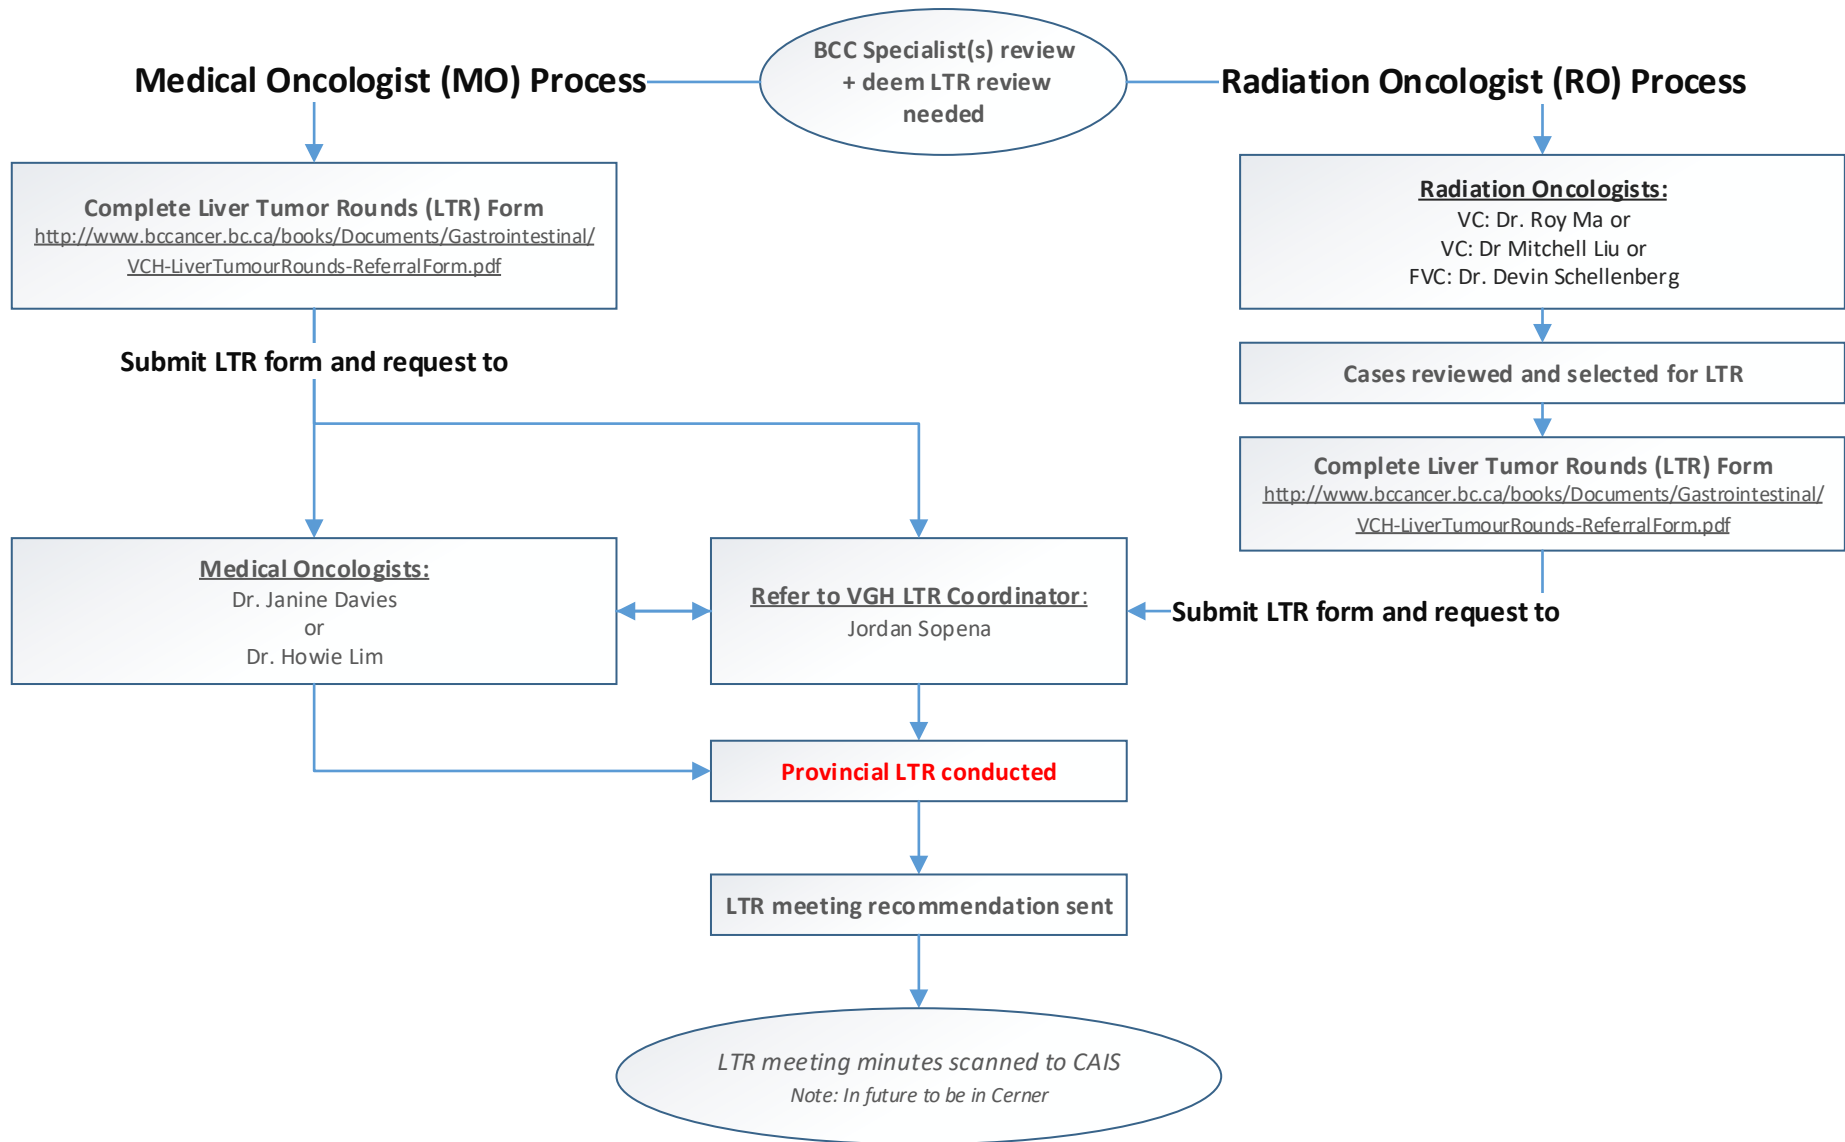 BCC Specialist(s) review
+ deem LTR review
needed
Medical Oncologist (MO) Process
Radiation Oncologist (RO) Process
Complete Liver Tumor Rounds (LTR) Form
http://www.bccancer.bc.ca/books/Documents/Gastrointestinal/
VCH-LiverTumourRounds-ReferralForm.pdf
Submit LTR form and request to
Radiation Oncologists:
VC: Dr. Roy Ma or
VC: Dr Mitchell Liu or
FVC: Dr. Devin Schellenberg
Cases reviewed and selected for LTR
Complete Liver Tumor Rounds (LTR) Form
http://www.bccancer.bc.ca/books/Documents/Gastrointestinal/
VCH-LiverTumourRounds-ReferralForm.pdf
Submit LTR form and request to
Medical Oncologists:
Dr. Janine Davies
or
Dr. Howie Lim
Refer to VGH LTR Coordinator:
Jordan Sopena
Provincial LTR conducted
LTR meeting recommendation sent
LTR meeting minutes scanned to CAIS
Note: In future to be in Cerner